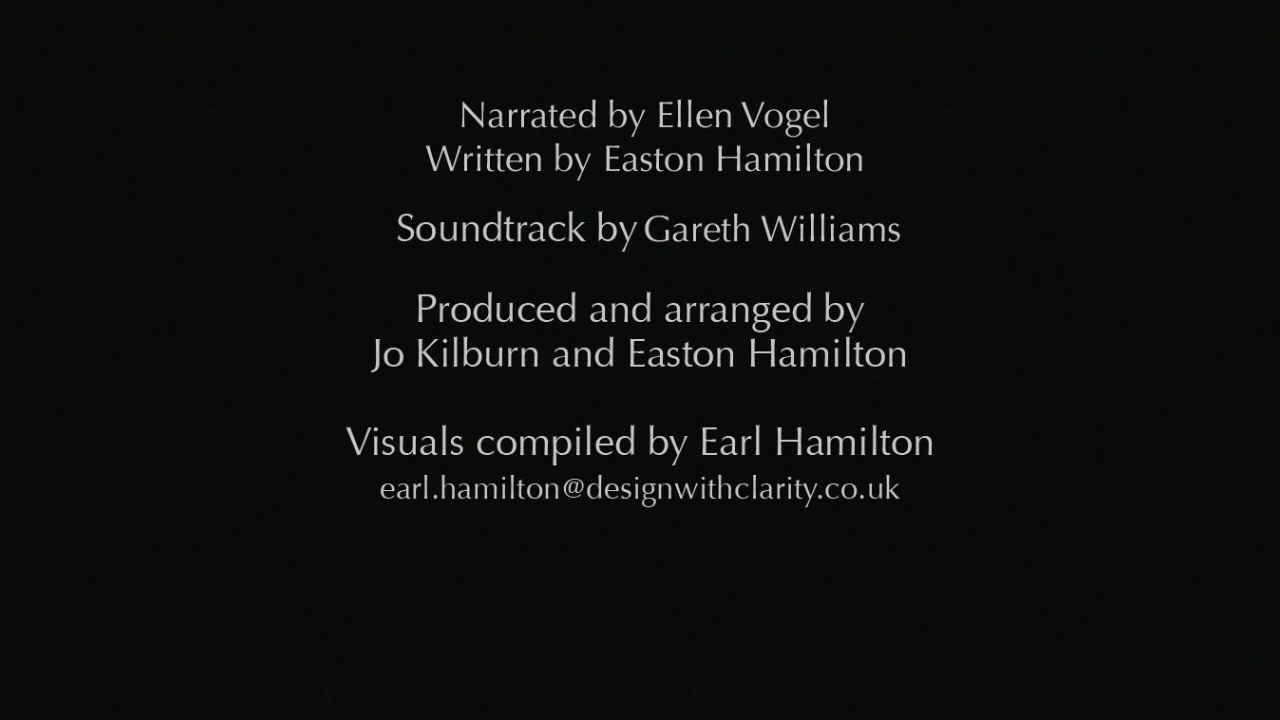 Narrated by Ellen Vogel
Written by Easton Hamilton
Soundtrack by Gareth Williams
Produced and arranged by
Jo Kilburn and Easton Hamilton
Visuals compiled by Earl Hamilton
earl.hamilton@designwithclarity.co.uk